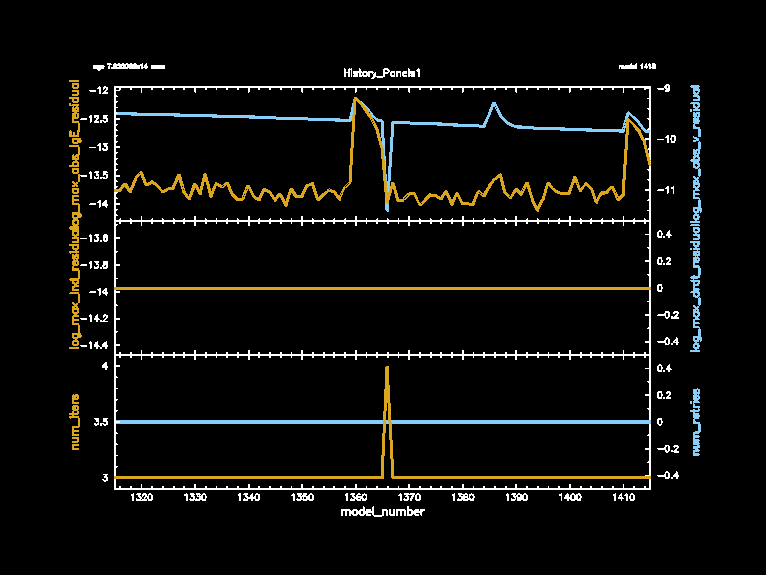 History_Panels1
log_max_abs_lgE_residual
-12
-12.5
-13
-13.5
-14
-9
-10
-11
log_max_abs_v_residual
log_max_lnd_residual
-13.6
-13.8
-14
-14.2
-14.4
0.4
0.2
0
-0.2
-0.4
log_max_drdt_residual
num_iters
4
3.5
3
0.4
0.2
0
-0.2
-0.4
num_retries
1320 1330 1340 1350 1360 1370 1380 1390 1400 1410
model_number